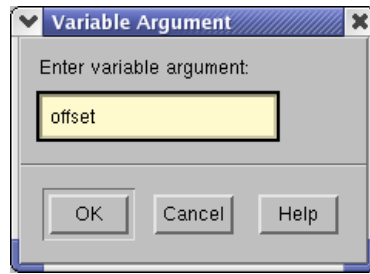 Variable Argument
Enter variable argument:
offset
OK Cancel Help